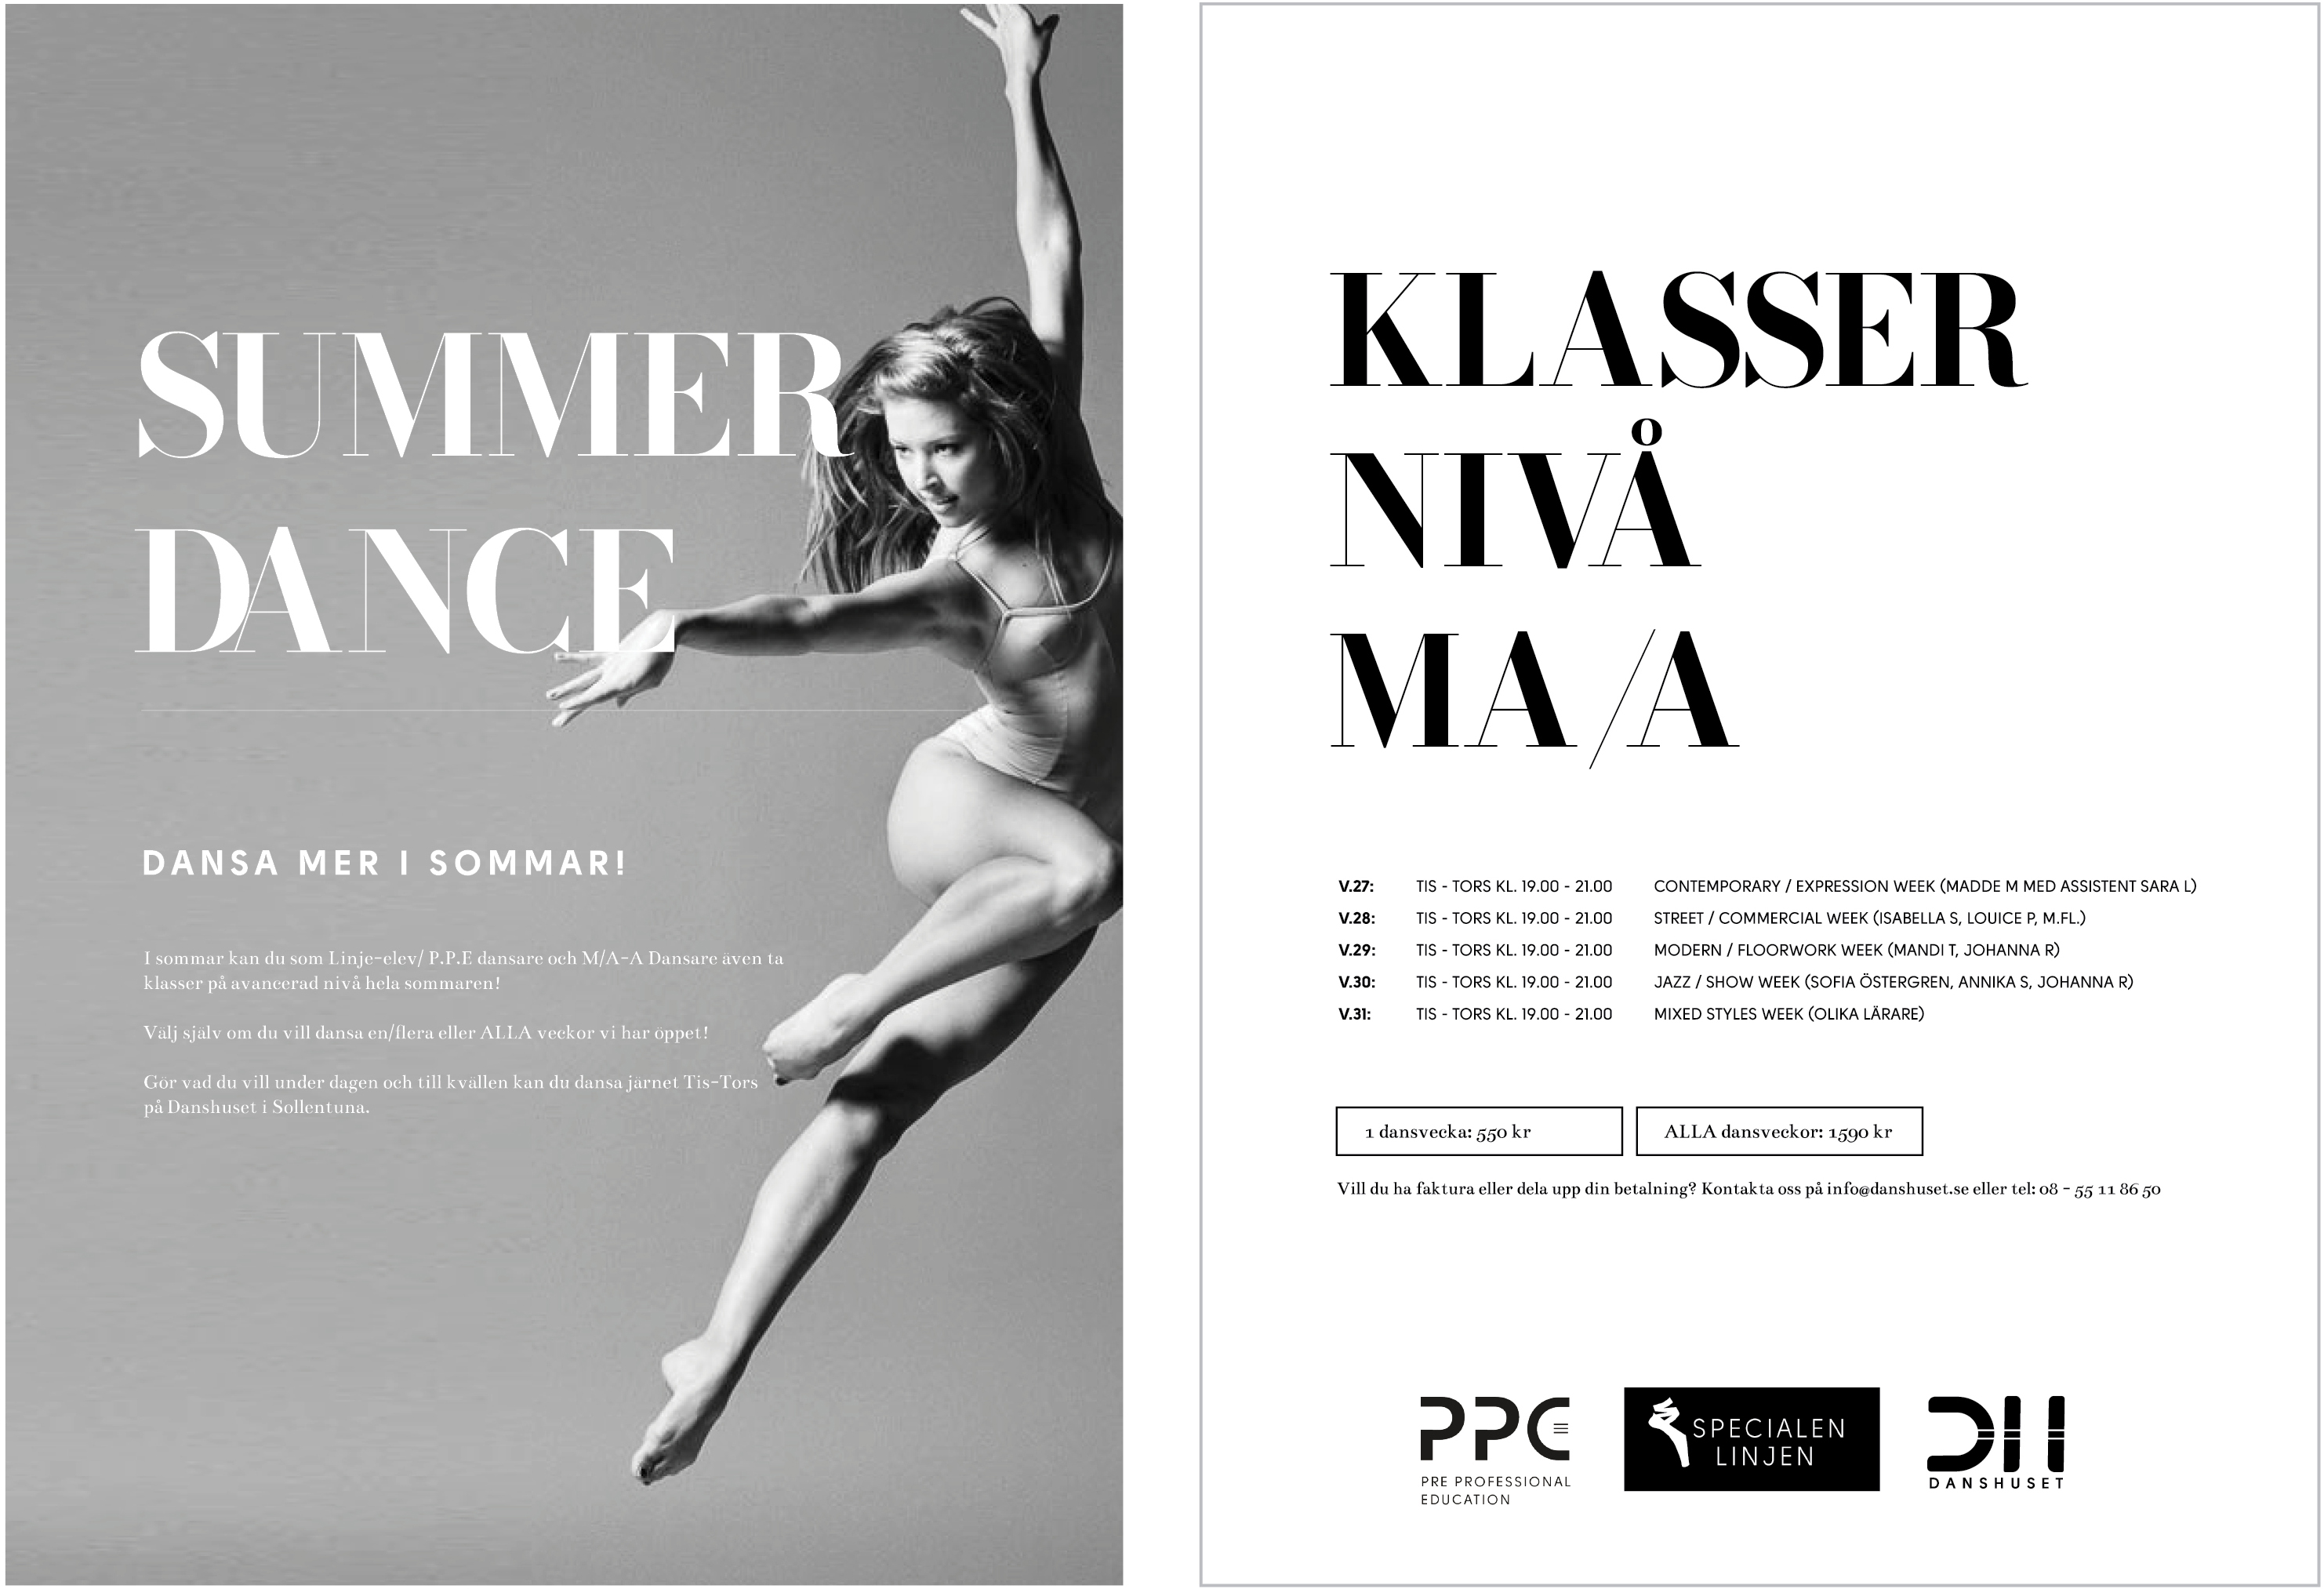 SUMMER
DANCE
DANSA MER I SOMMAR!
I sommar kan du som Linje-elev/ P.P.E dansare och M/A-A Dansare även ta
klasser på avancerad nivå hela sommaren!
Välj själv om du vill dansa en/flera eller ALLA veckor vi har öppet!
Gör vad du vill under dagen och till kvällen kan du dansa järnet Tis-Tors
på Danshuset i Sollentuna.
KLASSER
NIVÅ
MA/A
V.27: TIS - TORS KL. 19.00 - 21.00 CONTEMPORARY / EXPRESSION WEEK (MADDE M MED ASSISTENT SARA L)
V.28: TIS - TORS KL. 19.00 - 21.00 STREET / COMMERCIAL WEEK (ISABELLA S, LOUICE P, M.FL.)
V.29: TIS - TORS KL. 19.00 - 21.00 MODERN / FLOORWORK WEEK (MANDI T, JOHANNA R)
V.30: TIS - TORS KL. 19.00 - 21.00 JAZZ / SHOW WEEK (SOFIA ÖSTERGREN, ANNIKA S, JOHANNA R)
V.31: TIS - TORS KL. 19.00 - 21.00 MIXED STYLES WEEK (OLIKA LÄRARE)
1 dansvecka: 550 kr
ALLA dansveckor: 1590 kr
Vill du ha faktura eller dela upp din betalning? Kontakta oss på info@danshuset.se eller tel: 08 - 55 11 86 50
PPE
PRE PROFESSIONAL
EDUCATION
SPECIALEN
LINJEN
DH
DANSHUSET